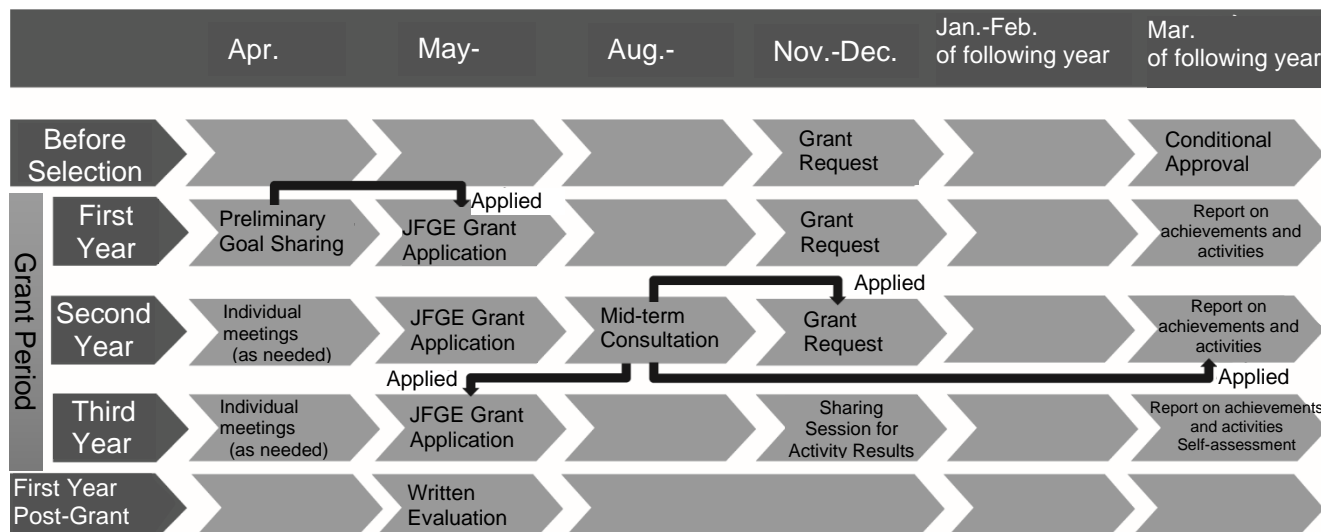 Apr.
May-
Aug.-
Nov.-Dec.
Jan.-Feb.
of following year
Mar.
of following year
Before
Selection
Grant
Request
Conditional
Approval
Grant Period
First
Year
Preliminary
Goal Sharing
Applied
JFGE Grant
Application
Grant
Request
Report on
achievements and
activities
Second
Year
Individual
meetings
(as needed)
JFGE Grant
Application
Mid-term
Consultation
Applied
Grant
Request
Report on
achievements and
activities
Applied
Applied
Third
Year
Individual
meetings
(as needed)
JFGE Grant
Application
Sharing
Session for
Activity Results
Report on achievements
and activities
Self-assessment
First Year
Post-Grant
Written
Evaluation